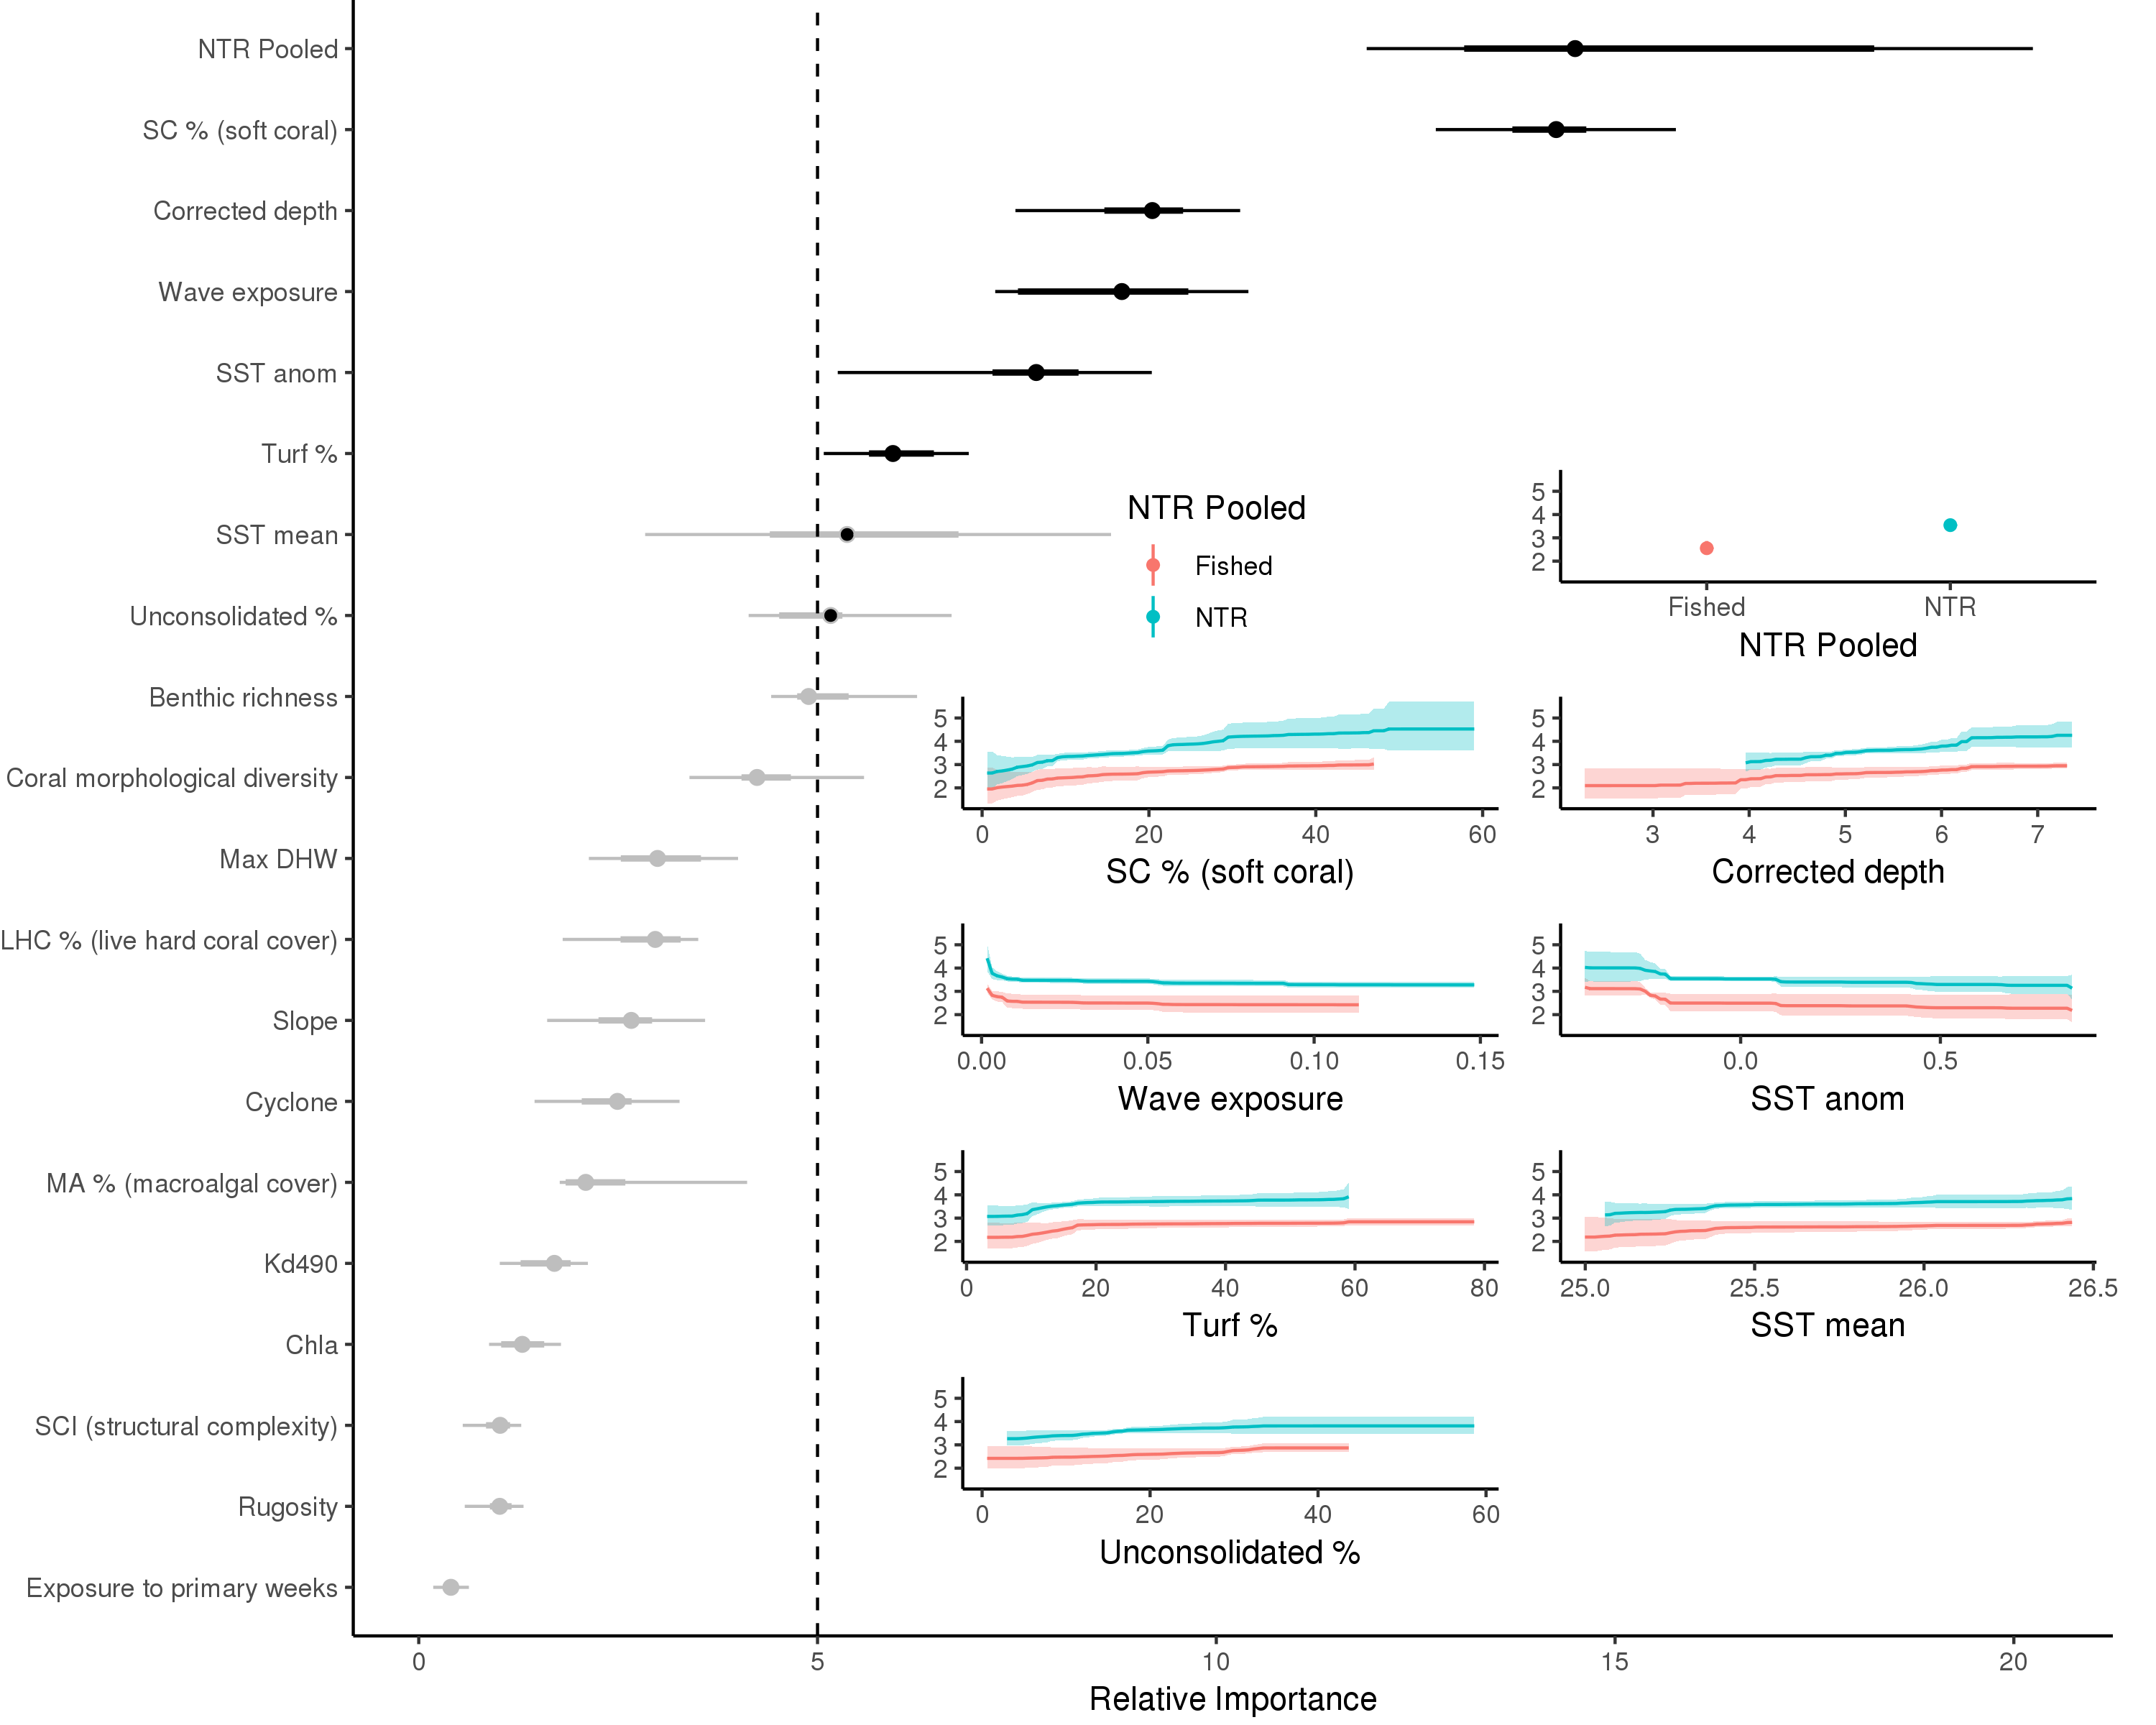 NTR Pooled
SC % (soft coral)
Corrected depth
Wave exposure
SST anom
Turf %
SST mean
Unconsolidated %
Benthic richness
Coral morphological diversity
Max DHW
LHC % (live hard coral cover)
Slope
Cyclone
MA % (macroalgal cover)
Kd490
Chla
SCI (structural complexity)
Rugosity
Exposure to primary weeks
0 5 10 15 20
Relative Importance
NTR Pooled
Fished
NTR
5
4
3
2
Fished NTR
NTR Pooled
5
4
3
2
0 20 40 60
SC % (soft coral)
5
4
3
2
3 4 5 6 7
Corrected depth
5
4
3
2
0.00 0.05 0.10 0.15
Wave exposure
5
4
3
2
0.0 0.5
SST anom
5
4
3
2
0 20 40 60 80
Turf %
5
4
3
2
25.0 25.5 26.0 26.5
SST mean
5
4
3
2
0 20 40 60
Unconsolidated %